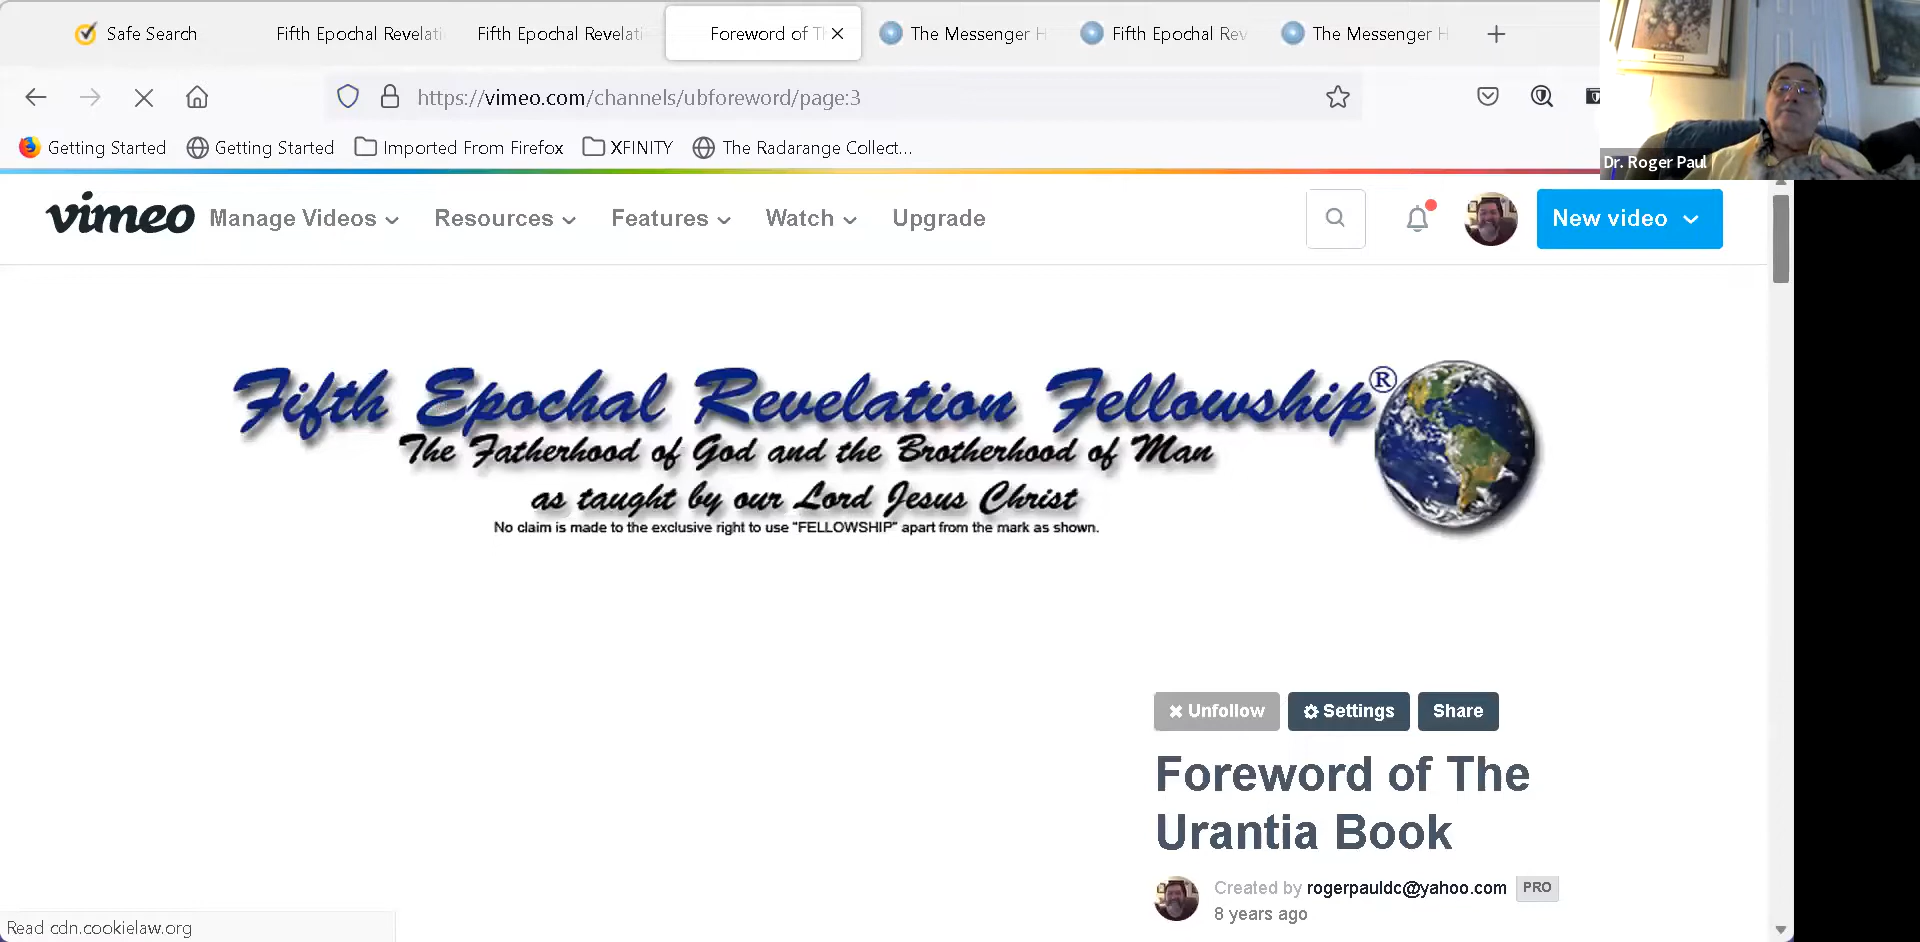 Safe Search
Fifth Epochal Revelati
Fifth Epochal Revelati
Foreword of T
The Messenger H
Fifth Epochal Rev
The Messenger H
https://vimeo.com/channels/ubforeword/page:3
Getting Started
Getting Started
Imported From Firefox
XFINITY
The Radarange Collect...
Dr. Roger Paul
vimeo
Manage Videos
Resources
Features
Watch
Upgrade
New video
Fifth Epochal Revelation Fellowship®
The Fatherhood of God and the Brotherhood of Man
as taught by our Lord Jesus Christ
No claim is made to the exclusive right to use "FELLOWSHIP" apart from the mark as shown.
Unfollow
Settings
Share
Foreword of The
Urantia Book
Created by rogerpauldc@yahoo.com PRO
8 years ago
Read cdn.cookielaw.org